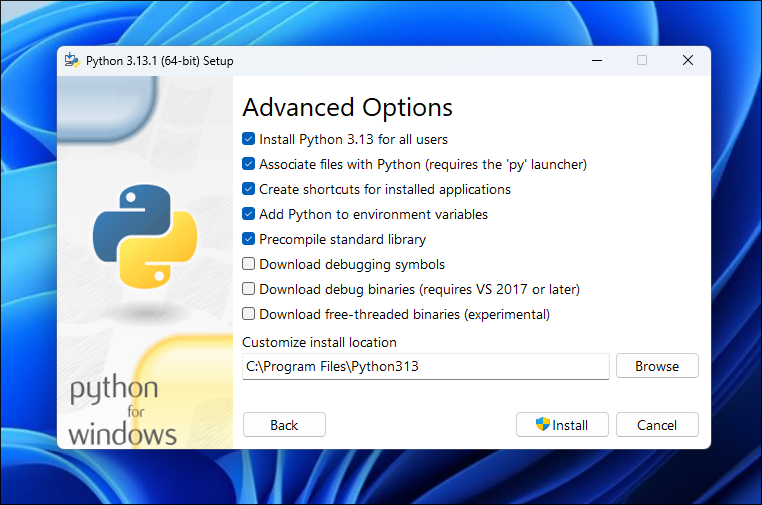 Python 3.13.1 (64-bit) Setup
Advanced Options
Install Python 3.13 for all users
Associate files with Python (requires the 'py' launcher)
Create shortcuts for installed applications
Add Python to environment variables
Precompile standard library
Download debugging symbols
Download debug binaries (requires VS 2017 or later)
Download free-threaded binaries (experimental)
Customize install location
C:\Program Files\Python313
Browse
python
for
windows
Back
Install
Cancel